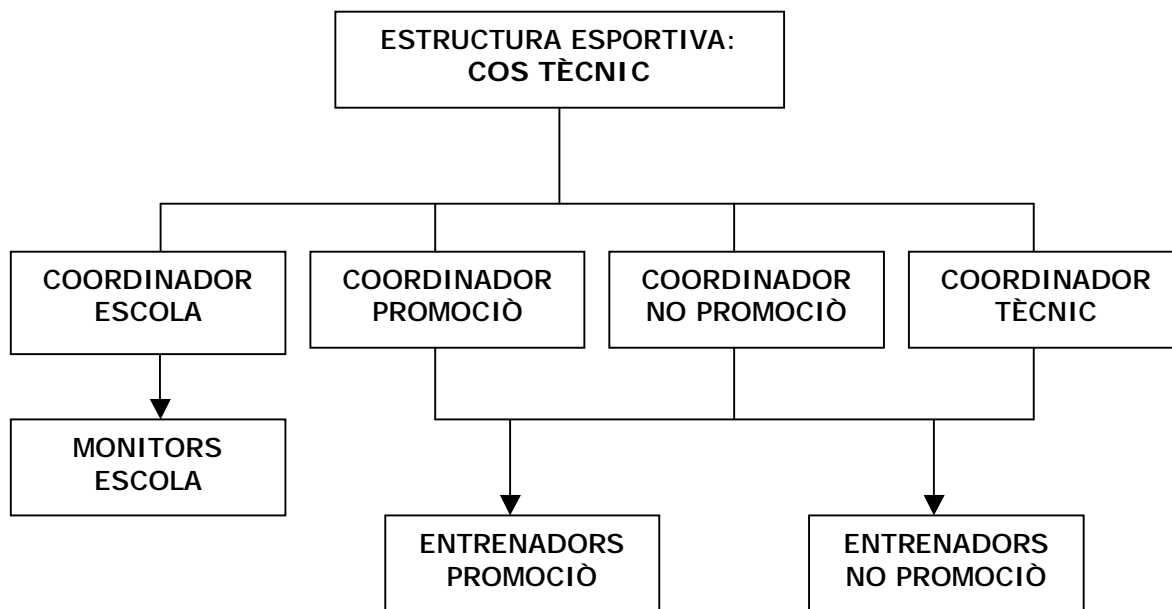 ESTRUCTURA ESPORTIVA:
COS TÈCNIC
COORDINADOR
ESCOLA
COORDINADOR
PROMOCIÒ
COORDINADOR
NO PROMOCIÒ
COORDINADOR
TÈCNIC
MONITORS
ESCOLA
ENTRENADORS
PROMOCIÒ
ENTRENADORS
NO PROMOCIÒ